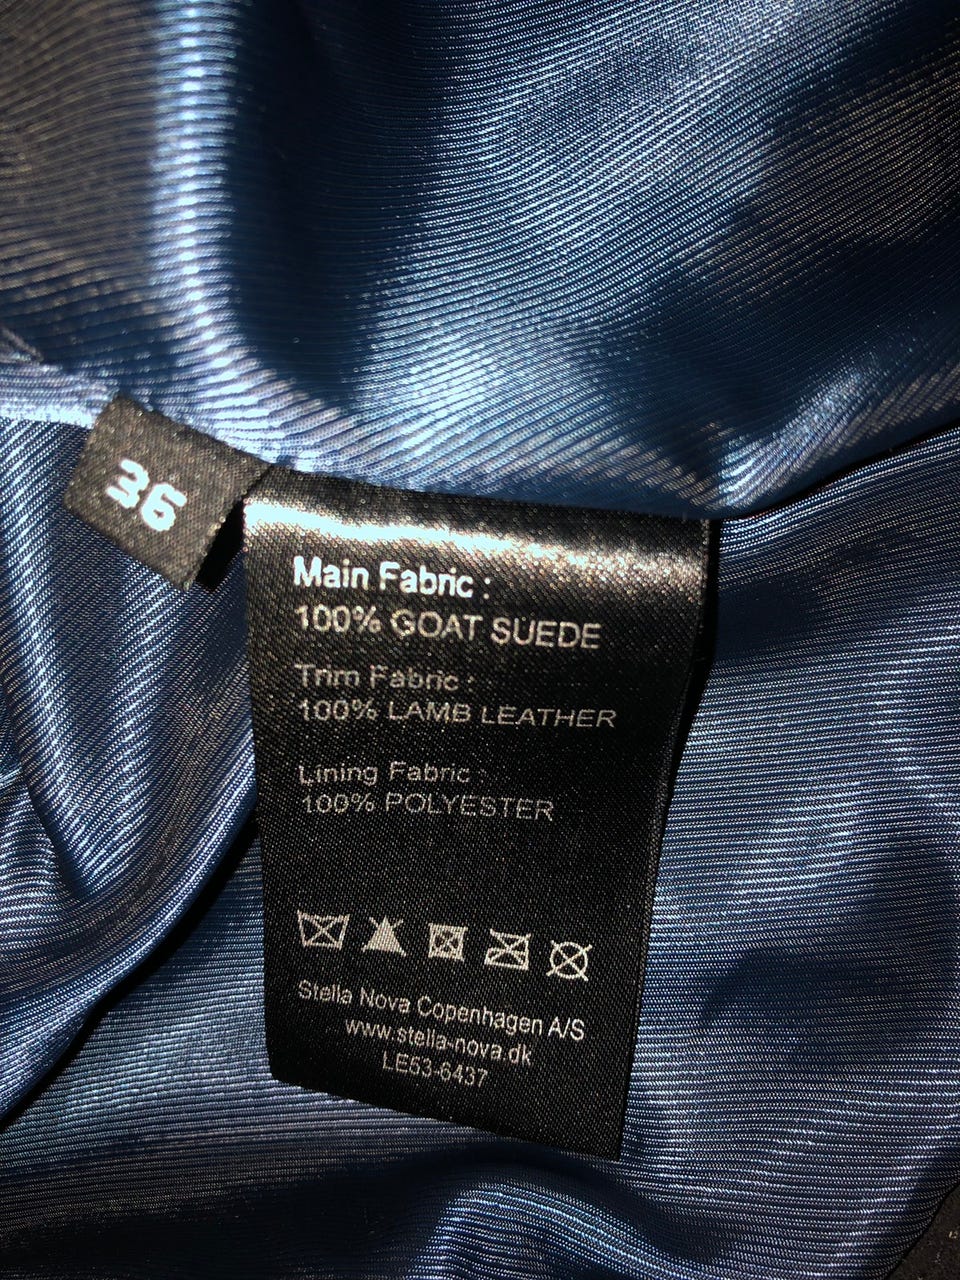 36
Main Fabric :
100% GOAT SUEDE
Trim Fabric :
100% LAMB LEATHER
Lining Fabric :
100% POLYESTER
Stella Nova Copenhagen A/S
www.stella-nova.dk
LE53-6437